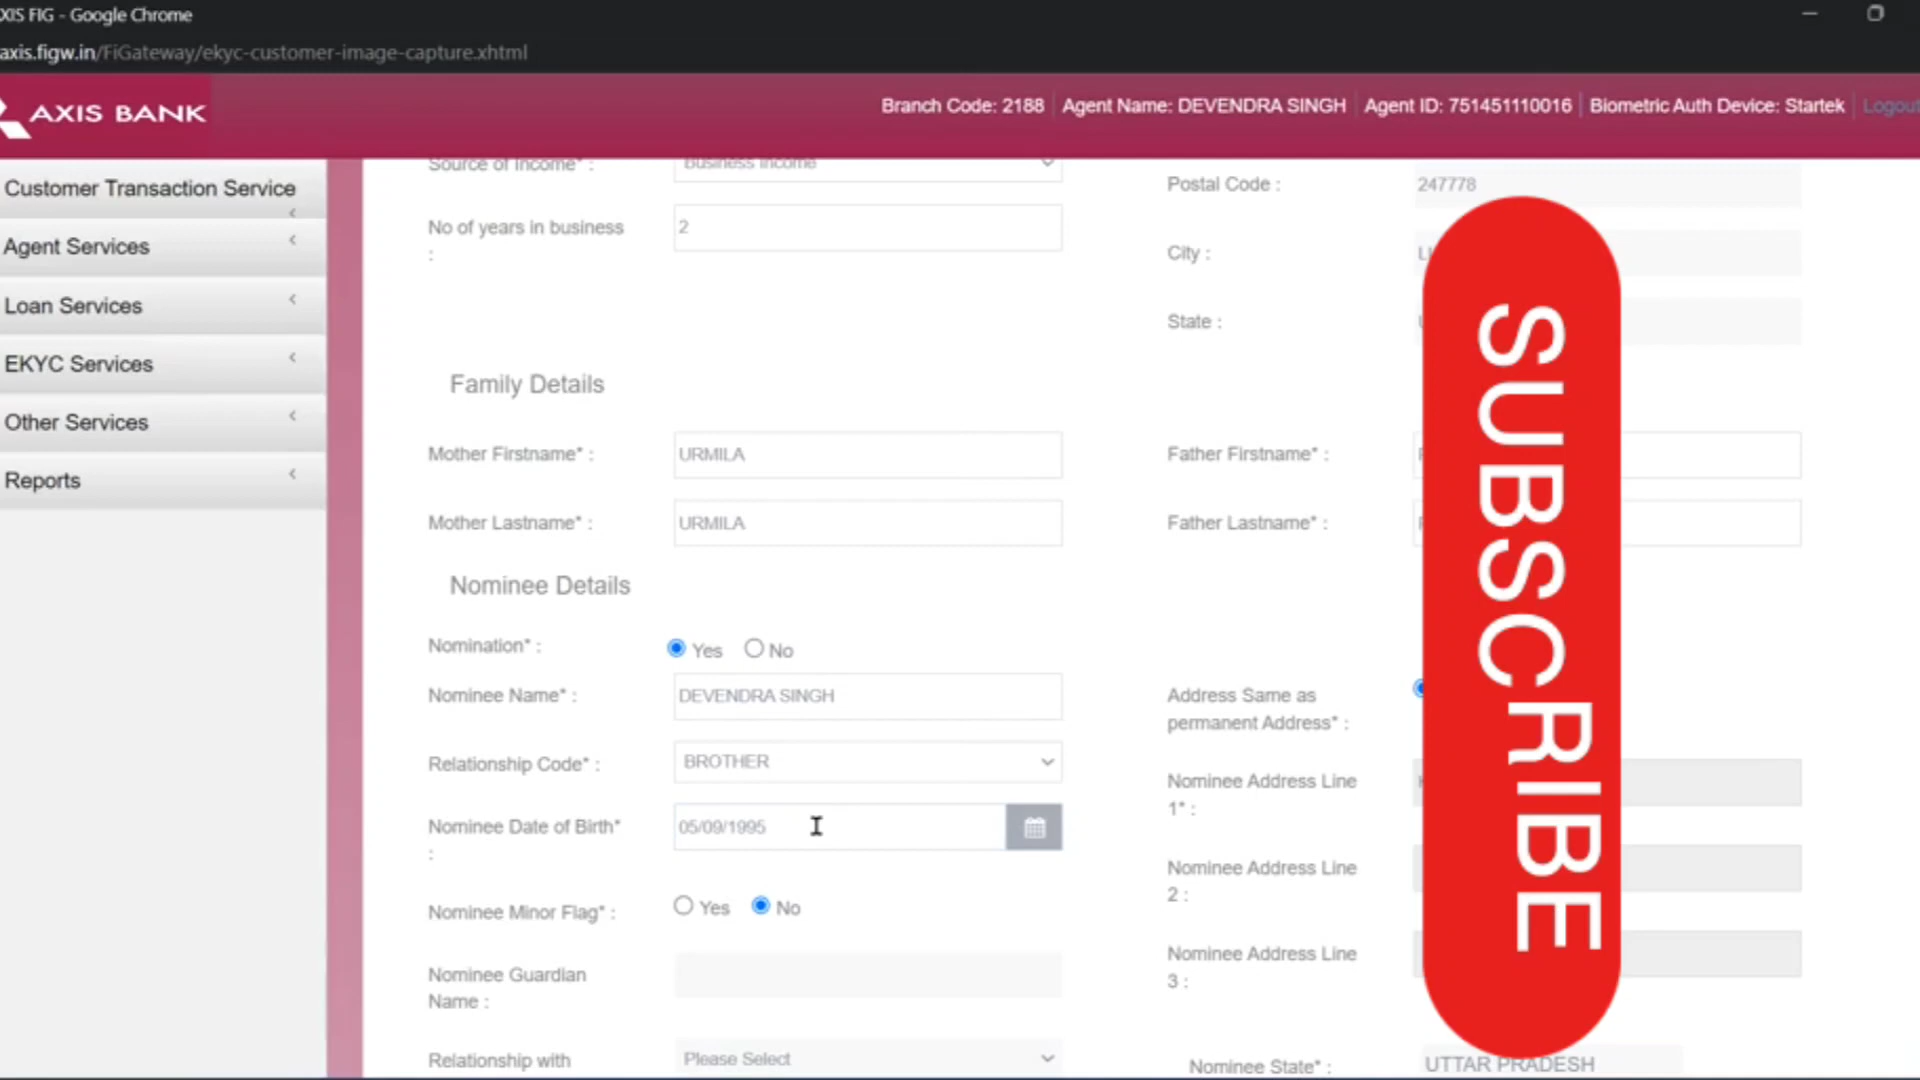 XIS FIG - Google Chrome
axis.figw.in/FiGateway/ekyc-customer-image-capture.xhtml
AXIS BANK
Branch Code: 2188 Agent Name: DEVENDRA SINGH Agent ID: 751451110016 Biometric Auth Device: Startek Logout
Customer Transaction Service
Agent Services
Loan Services
EKYC Services
Other Services
Reports
Source of Income* : Business Income
No of years in business : 2
Postal Code : 247778
City :
State :
Family Details
Mother Firstname* : URMILA
Father Firstname* :
Mother Lastname* : URMILA
Father Lastname* :
Nominee Details
Nomination* : Yes No
Nominee Name* : DEVENDRA SINGH
Relationship Code* : BROTHER
Nominee Date of Birth* : 05/09/1995
Nominee Minor Flag* : Yes No
Nominee Guardian
Name :
Relationship with Please Select
Address Same as
permanent Address* :
Nominee Address Line
1* :
Nominee Address Line
2 :
Nominee Address Line
3 :
Nominee State* : UTTAR PRADESH
SUBSCRIBE